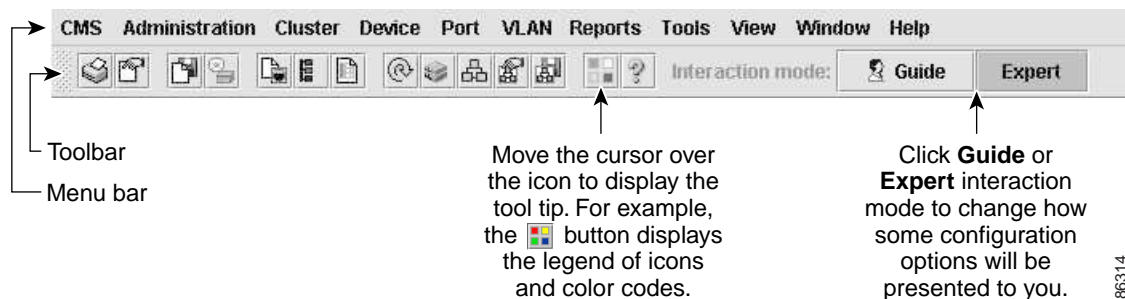 CMS Administration Cluster Device Port VLAN Reports Tools View Window Help
Interaction mode: Guide Expert
Toolbar
Menu bar
Move the cursor over
the icon to display the
tool tip. For example,
the button displays
the legend of icons
and color codes.
Click Guide or
Expert interaction
mode to change how
some configuration
options will be
presented to you.
86314